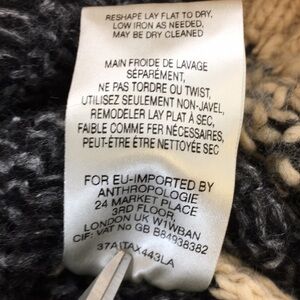 RESHAPE LAY FLAT TO DRY,
LOW IRON AS NEEDED,
MAY BE DRY CLEANED
MAIN FROIDE DE LAVAGE
SÉPARÉMENT,
NE PAS TORDRE OU TWIST,
UTILISEZ SEULEMENT NON-JAVEL,
REMODELER LAY PLAT À SEC,
FAIBLE COMME FER NÉCESSAIRES,
PEUT-ÊTRE ÊTRE NETTOYÉE SEC
FOR EU-IMPORTED BY
ANTHROPOLOGIE
24 MARKET PLACE
3RD FLOOR,
LONDON UK W1WBAN
CIF: VAT No GB B84938382